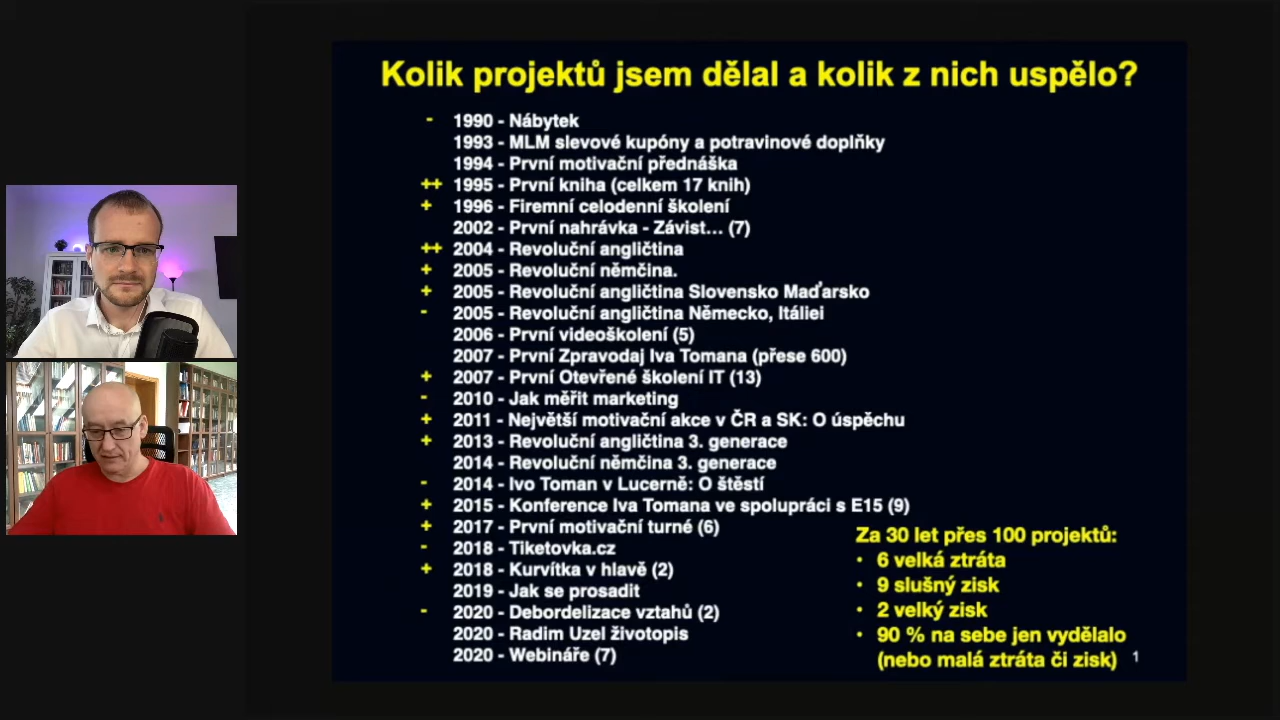 Kolik projektů jsem dělal a kolik z nich uspělo?
- 1990 - Nábytek
1993 - MLM slevové kupóny a potravinové doplňky
1994 - První motivační přednáška
++ 1995 - První kniha (celkem 17 knih)
+ 1996 - Firemní celodenní školení
2002 - První nahrávka - Závist... (7)
++ 2004 - Revoluční angličtina
+ 2005 - Revoluční němčina.
+ 2005 - Revoluční angličtina Slovensko Maďarsko
- 2005 - Revoluční angličtina Německo, Itáliei
2006 - První videoškolení (5)
2007 - První Zpravodaj Iva Tomana (přese 600)
+ 2007 - První Otevřené školení IT (13)
- 2010 - Jak měřit marketing
+ 2011 - Největší motivační akce v ČR a SK: O úspěchu
+ 2013 - Revoluční angličtina 3. generace
2014 - Revoluční němčina 3. generace
- 2014 - Ivo Toman v Lucerně: O štěstí
+ 2015 - Konference Iva Tomana ve spolupráci s E15 (9)
+ 2017 - První motivační turné (6)
- 2018 - Tiketovka.cz
+ 2018 - Kurvítka v hlavě (2)
2019 - Jak se prosadit
- 2020 - Debordelizace vztahů (2)
2020 - Radim Uzel životopis
2020 - Webináře (7)
Za 30 let přes 100 projektů:
• 6 velká ztráta
• 9 slušný zisk
• 2 velký zisk
• 90 % na sebe jen vydělalo
(nebo malá ztráta či zisk)
1